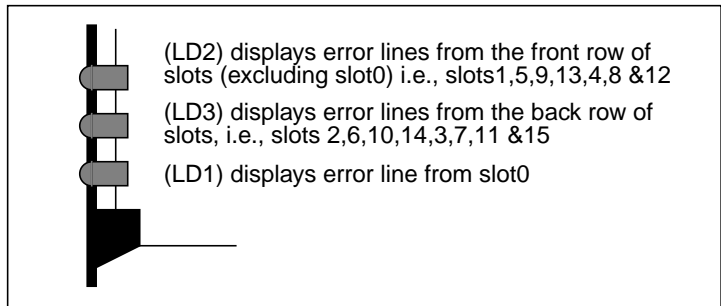 (LD2) displays error lines from the front row of
slots (excluding slot0) i.e., slots1,5,9,13,4,8 &12
(LD3) displays error lines from the back row of
slots, i.e., slots 2,6,10,14,3,7,11 &15
(LD1) displays error line from slot0